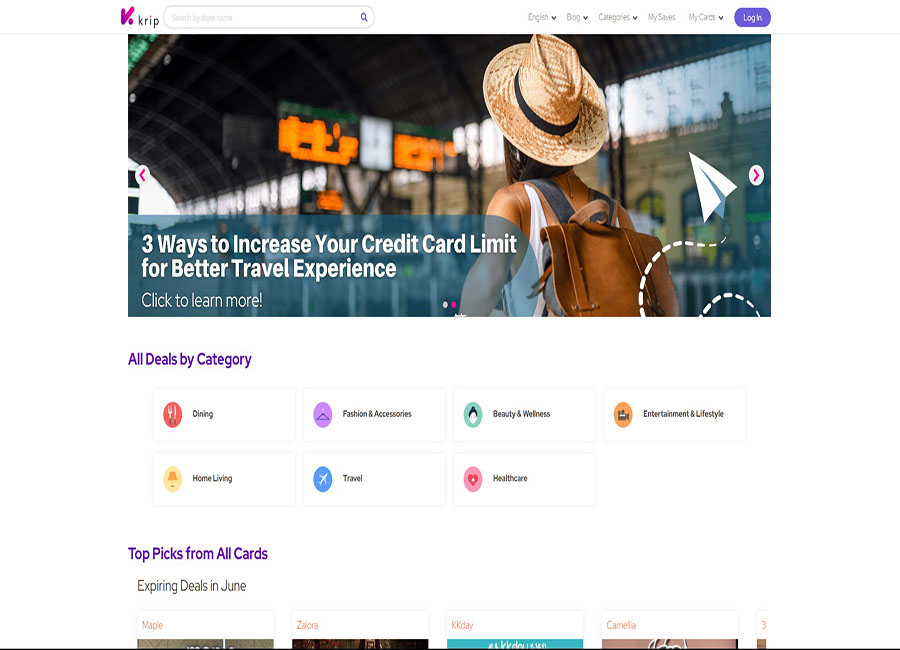 krip
Search by store name
English
Blog
Categories
My Saves
My Cards
Log In
3 Ways to Increase Your Credit Card Limit
for Better Travel Experience
Click to learn more!
All Deals by Category
Dining
Fashion & Accessories
Beauty & Wellness
Entertainment & Lifestyle
Home Living
Travel
Healthcare
Top Picks from All Cards
Expiring Deals in June
Maple
Zalora
KKday
Camellia
3